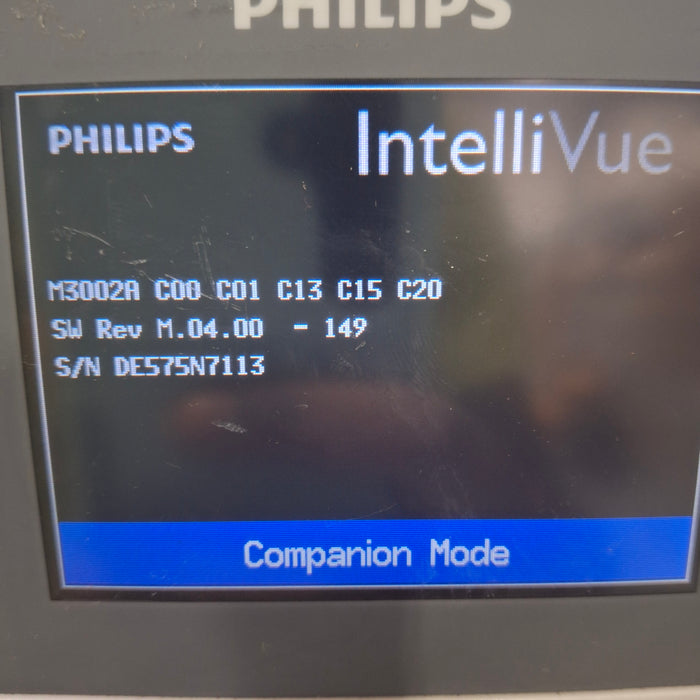 PHILIPS
PHILIPS IntelliVue
M3002A C00 C01 C13 C15 C20
SW Rev M.04.00 - 149
S/N DE575N7113
Companion Mode